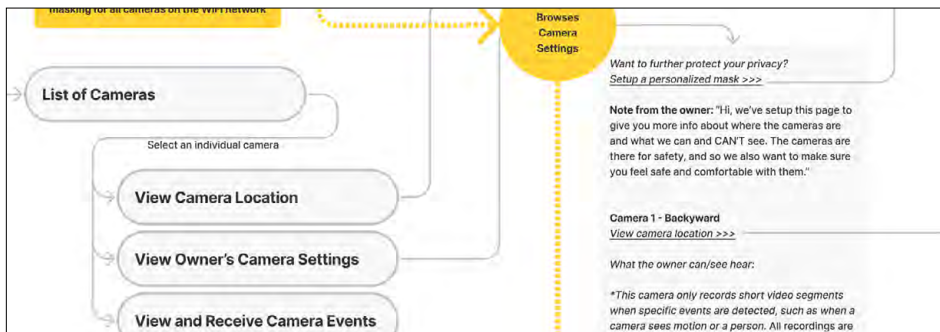 masking for all cameras on the WiFi network
Browses
Camera
Settings
Want to further protect your privacy?
Setup a personalized mask >>>
List of Cameras
Note from the owner: "Hi, we've setup this page to
give you more info about where the cameras are
and what we can and CAN'T see. The cameras are
there for safety, and so we also want to make sure
you feel safe and comfortable with them."
Select an individual camera
View Camera Location
Camera 1 - Backyward
View camera location >>>
View Owner's Camera Settings
What the owner can/see hear:
*This camera only records short video segments
when specific events are detected, such as when a
camera sees motion or a person. All recordings are
View and Receive Camera Events